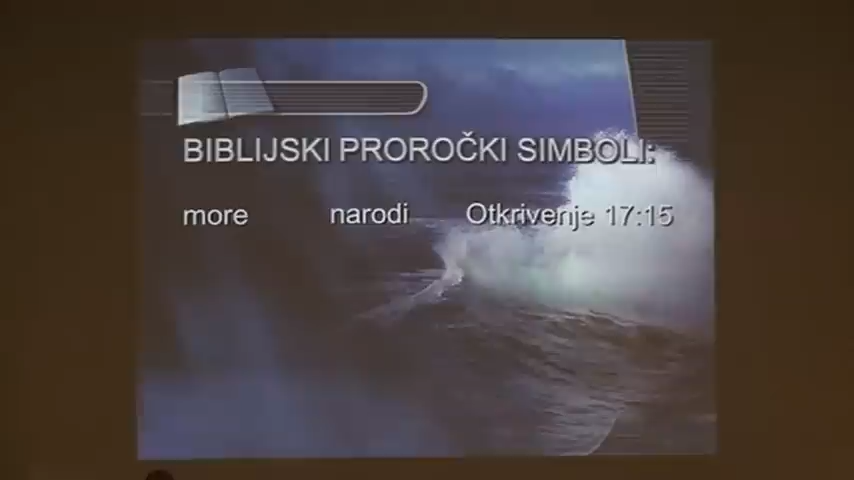 BIBLIJSKI PROROČKI SIMBOLI:
more narodi Otkrivenje 17:15